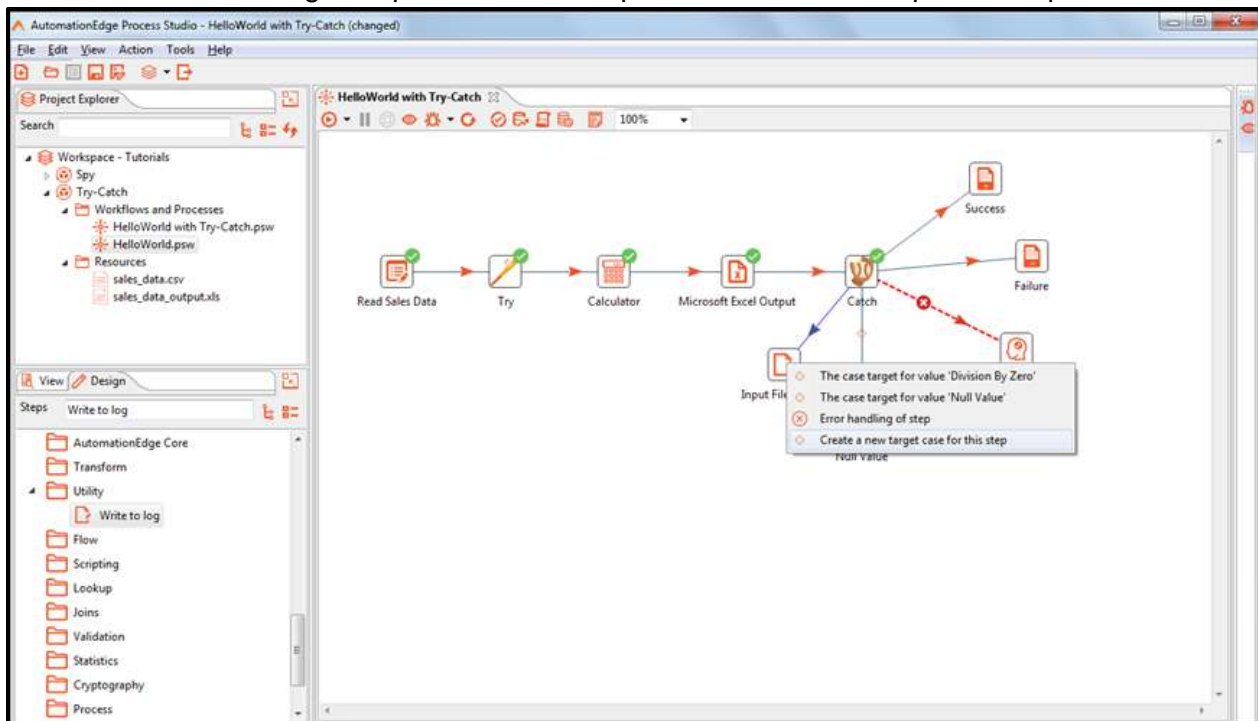 AutomationEdge Process Studio - HelloWorld with Try-Catch (changed)
File Edit View Action Tools Help
Project Explorer
Search
Workspace - Tutorials
Spy
Try-Catch
Workflows and Processes
HelloWorld with Try-Catch.psw
HelloWorld.psw
Resources
sales_data.csv
sales_data_output.xls
View Design
Steps Write to log
AutomationEdge Core
Transform
Utility
Write to log
Flow
Scripting
Lookup
Joins
Validation
Statistics
Cryptography
Process
HelloWorld with Try-Catch
100%
Success
Failure
Read Sales Data Try Calculator Microsoft Excel Output Catch
Input File
The case target for value 'Division By Zero'
The case target for value 'Null Value'
Error handling of step
Create a new target case for this step
Null Value